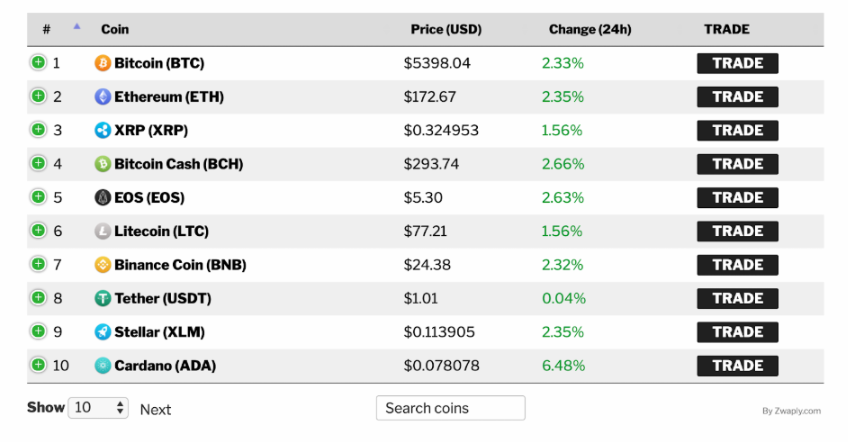 # Coin Price (USD) Change (24h) TRADE
1 Bitcoin (BTC) $5398.04 2.33% TRADE
2 Ethereum (ETH) $172.67 2.35% TRADE
3 XRP (XRP) $0.324953 1.56% TRADE
4 Bitcoin Cash (BCH) $293.74 2.66% TRADE
5 EOS (EOS) $5.30 2.63% TRADE
6 Litecoin (LTC) $77.21 1.56% TRADE
7 Binance Coin (BNB) $24.38 2.32% TRADE
8 Tether (USDT) $1.01 0.04% TRADE
9 Stellar (XLM) $0.113905 2.35% TRADE
10 Cardano (ADA) $0.078078 6.48% TRADE
Show 10 Next Search coins By Zwaply.com